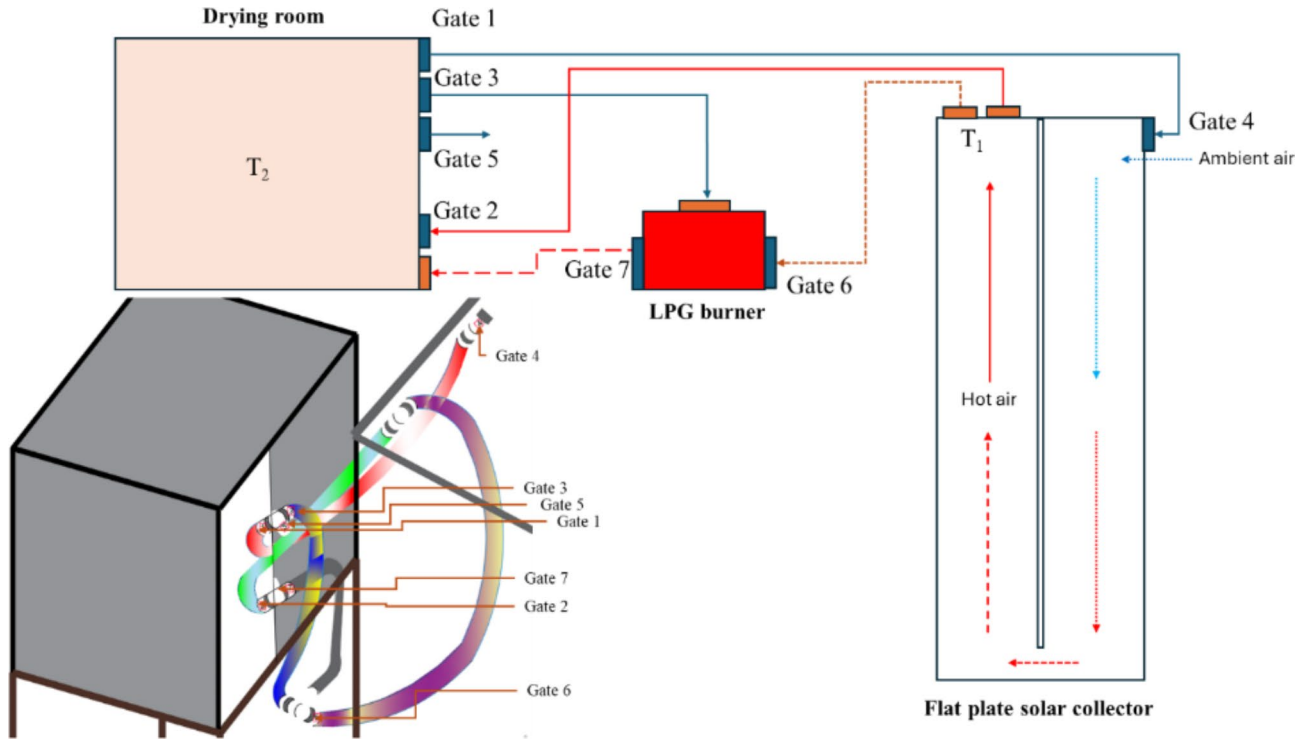 Drying room
Gate 1
Gate 3
Gate 5
T2
Gate 2
Gate 7
LPG burner
Gate 6
T1
Gate 4
Ambient air
Hot air
Flat plate solar collector
Gate 4
Gate 3
Gate 5
Gate 1
Gate 7
Gate 2
Gate 6